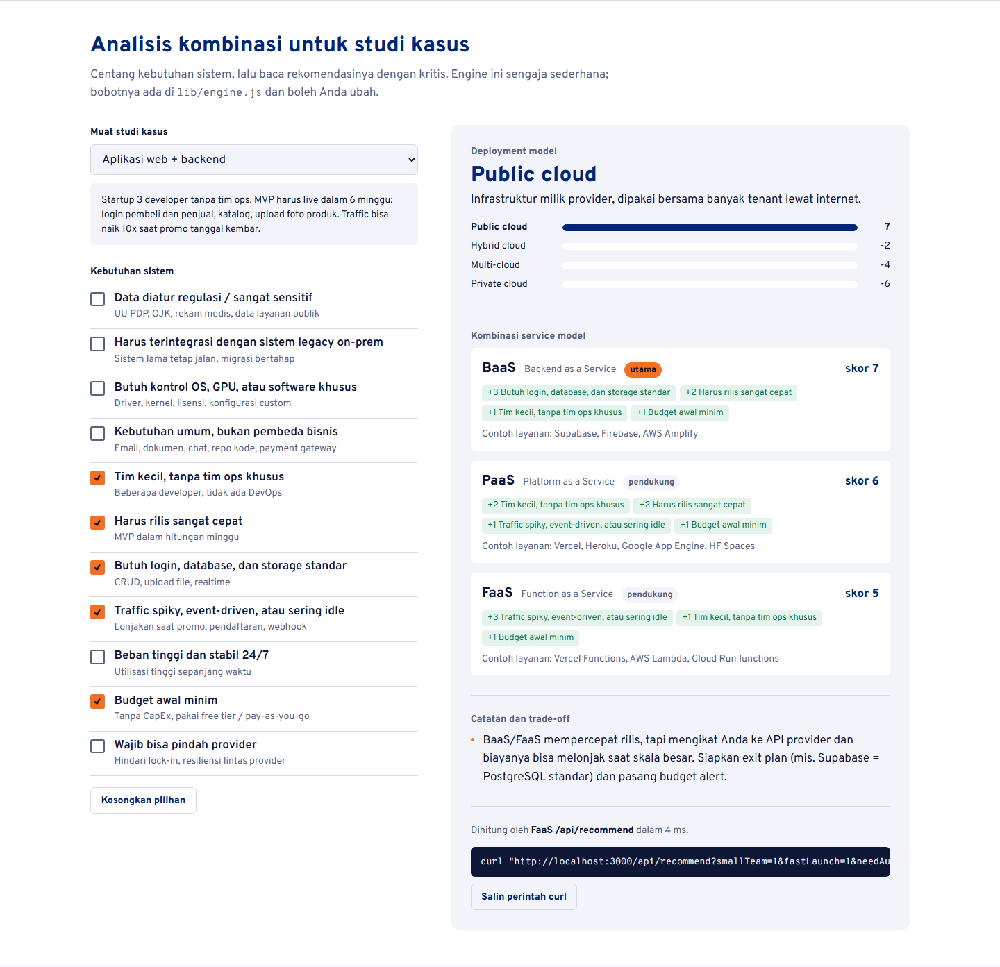 Analisis kombinasi untuk studi kasus
Centang kebutuhan sistem, lalu baca rekomendasinya dengan kritis. Engine ini sengaja sederhana;
bobotnya ada di lib/engine.js dan boleh Anda ubah.
Muat studi kasus
Aplikasi web + backend
Startup 3 developer tanpa tim ops. MVP harus live dalam 6 minggu:
login pembeli dan penjual, katalog, upload foto produk. Traffic bisa
naik 10x saat promo tanggal kembar.
Kebutuhan sistem
Data diatur regulasi / sangat sensitif
UU PDP, OJK, rekam medis, data layanan publik
Harus terintegrasi dengan sistem legacy on-prem
Sistem lama tetap jalan, migrasi bertahap
Butuh kontrol OS, GPU, atau software khusus
Driver, kernel, lisensi, konfigurasi custom
Kebutuhan umum, bukan pembeda bisnis
Email, dokumen, chat, repo kode, payment gateway
Tim kecil, tanpa tim ops khusus
Beberapa developer, tidak ada DevOps
Harus rilis sangat cepat
MVP dalam hitungan minggu
Butuh login, database, dan storage standar
CRUD, upload file, realtime
Traffic spiky, event-driven, atau sering idle
Lonjakan saat promo, pendaftaran, webhook
Beban tinggi dan stabil 24/7
Utilisasi tinggi sepanjang waktu
Budget awal minim
Tanpa CapEx, pakai free tier / pay-as-you-go
Wajib bisa pindah provider
Hindari lock-in, resiliensi lintas provider
Kosongkan pilihan
Deployment model
Public cloud
Infrastruktur milik provider, dipakai bersama banyak tenant lewat internet.
Public cloud 7
Hybrid cloud -2
Multi-cloud -4
Private cloud -6
Kombinasi service model
BaaS Backend as a Service utama skor 7
+3 Butuh login, database, dan storage standar +2 Harus rilis sangat cepat
+1 Tim kecil, tanpa tim ops khusus +1 Budget awal minim
Contoh layanan: Supabase, Firebase, AWS Amplify
PaaS Platform as a Service pendukung skor 6
+2 Tim kecil, tanpa tim ops khusus +2 Harus rilis sangat cepat
+1 Traffic spiky, event-driven, atau sering idle +1 Budget awal minim
Contoh layanan: Vercel, Heroku, Google App Engine, HF Spaces
FaaS Function as a Service pendukung skor 5
+3 Traffic spiky, event-driven, atau sering idle +1 Tim kecil, tanpa tim ops khusus
+1 Budget awal minim
Contoh layanan: Vercel Functions, AWS Lambda, Cloud Run functions
Catatan dan trade-off
• BaaS/FaaS mempercepat rilis, tapi mengikat Anda ke API provider dan
biayanya bisa melonjak saat skala besar. Siapkan exit plan (mis. Supabase =
PostgreSQL standar) dan pasang budget alert.
Dihitung oleh FaaS /api/recommend dalam 4 ms.
curl "http://localhost:3000/api/recommend?smallTeam=1&fastLaunch=1&needAu
Salin perintah curl